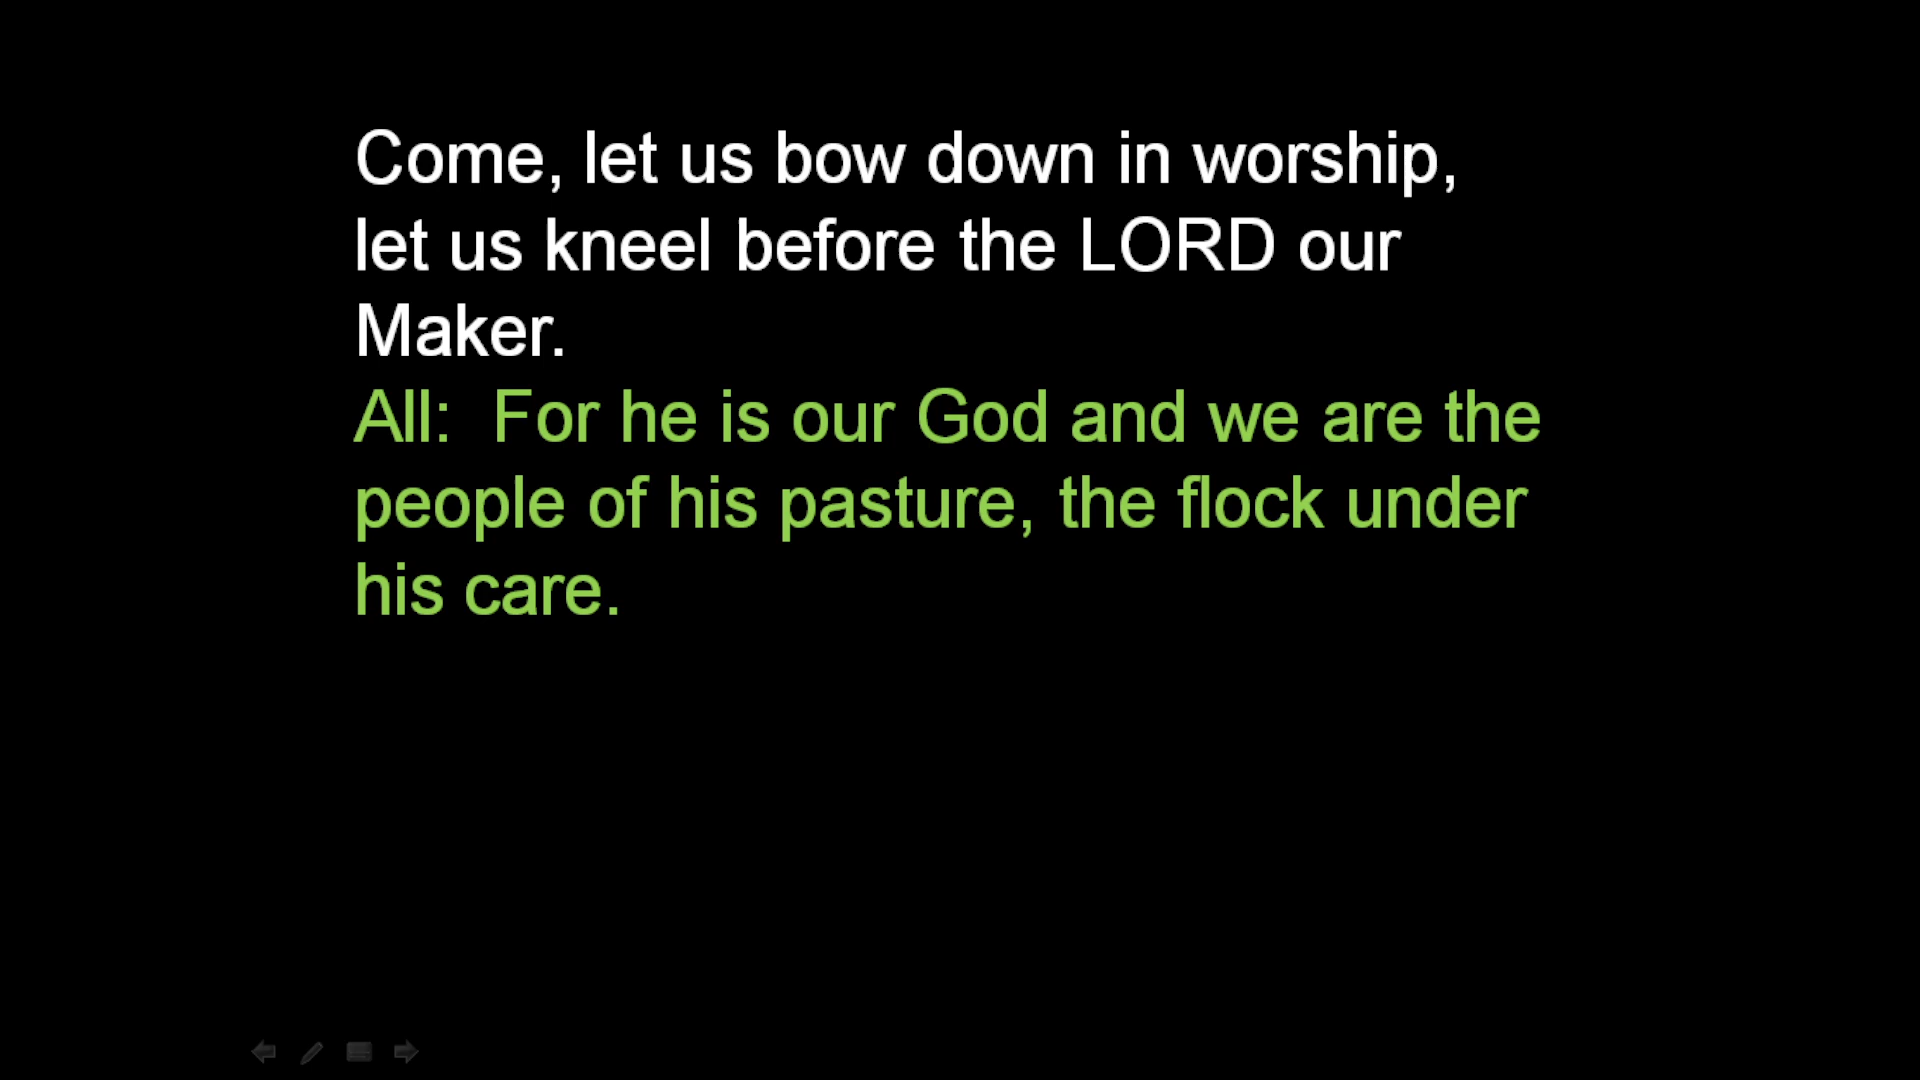 Come, let us bow down in worship,
let us kneel before the LORD our
Maker.
All:  For he is our God and we are the
people of his pasture, the flock under
his care.